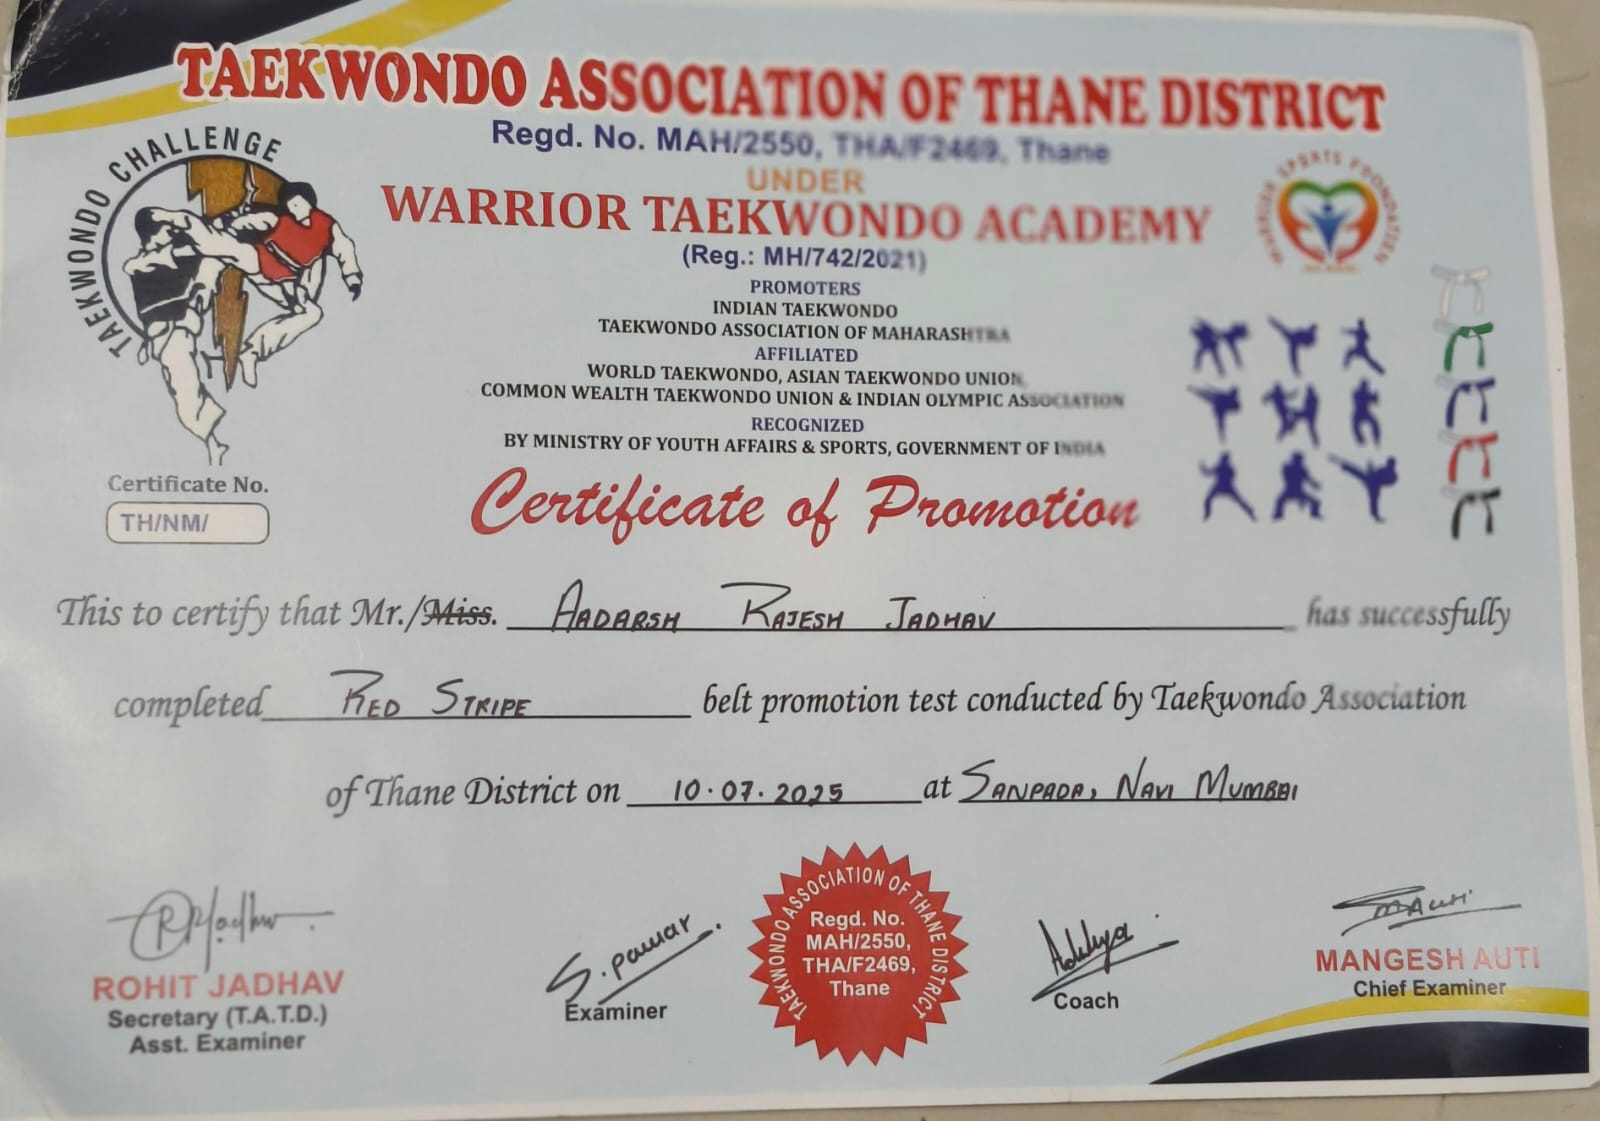 TAEKWONDO ASSOCIATION OF THANE DISTRICT
Regd. No. MAH/2550, THA/F2469, Thane
UNDER
WARRIOR TAEKWONDO ACADEMY
(Reg.: MH/742/2021)
TAEKWONDO CHALLENGE
SPORTS FOUNDATION
PROMOTERS
INDIAN TAEKWONDO
TAEKWONDO ASSOCIATION OF MAHARASHTRA
AFFILIATED
WORLD TAEKWONDO, ASIAN TAEKWONDO UNION,
COMMON WEALTH TAEKWONDO UNION & INDIAN OLYMPIC ASSOCIATION
RECOGNIZED
BY MINISTRY OF YOUTH AFFAIRS & SPORTS, GOVERNMENT OF INDIA
Certificate No.
TH/NM/
Certificate of Promotion
This to certify that Mr./Miss. AADARSH RAJESH JADHAV has successfully
completed RED STRIPE belt promotion test conducted by Taekwondo Association
of Thane District on 10.07.2025 at SANPADA, NAVI MUMBAI
RRJadhav
ROHIT JADHAV
Secretary (T.A.T.D.)
Asst. Examiner
S. Pawar
Examiner
TAEKWONDO ASSOCIATION OF THANE DISTRICT
Regd. No.
MAH/2550,
THA/F2469,
Thane
Coach
MANGESH AUTI
Chief Examiner